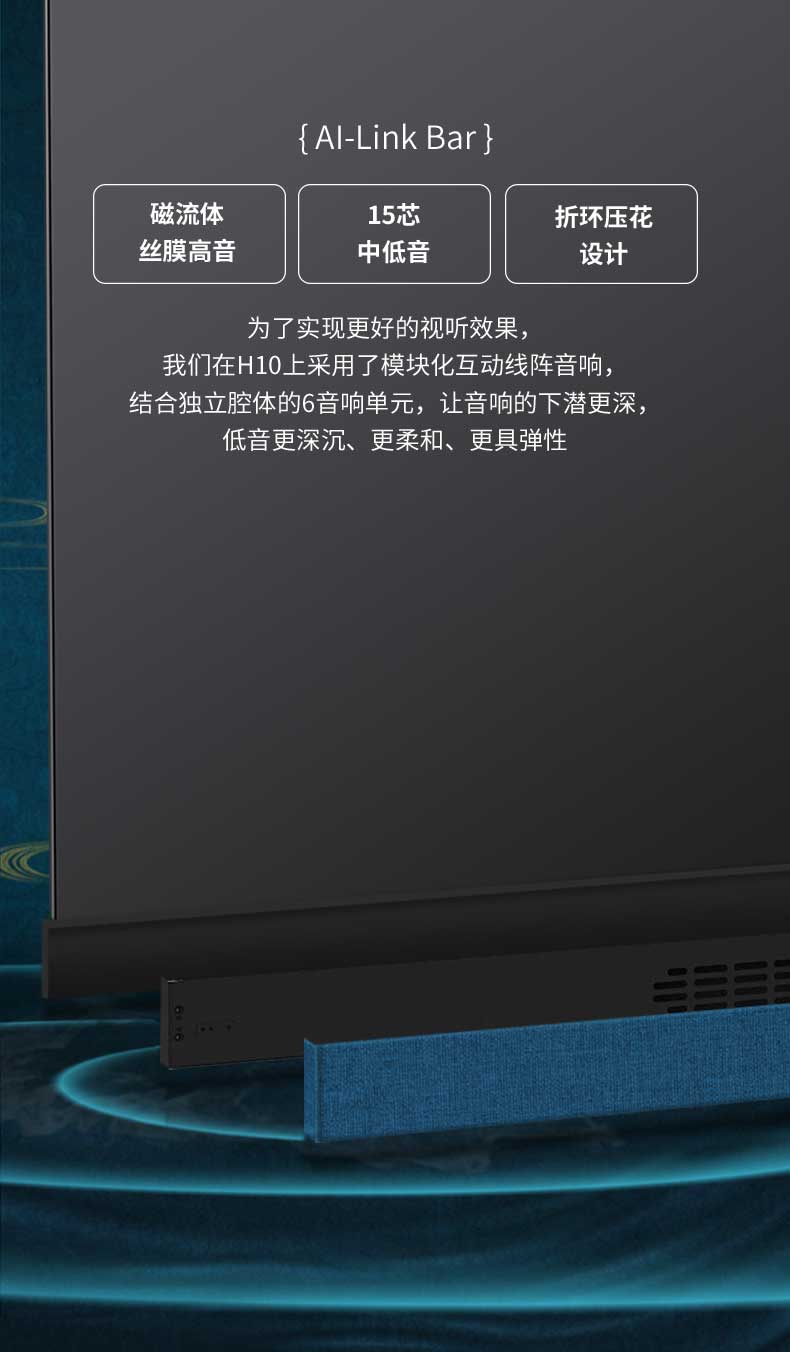 { AI-Link Bar }
磁流体
丝膜高音
15芯
中低音
折环压花
设计
为了实现更好的视听效果，
我们在H10上采用了模块化互动线阵音响，
结合独立腔体的6音响单元，让音响的下潜更深，
低音更深沉、更柔和、更具弹性